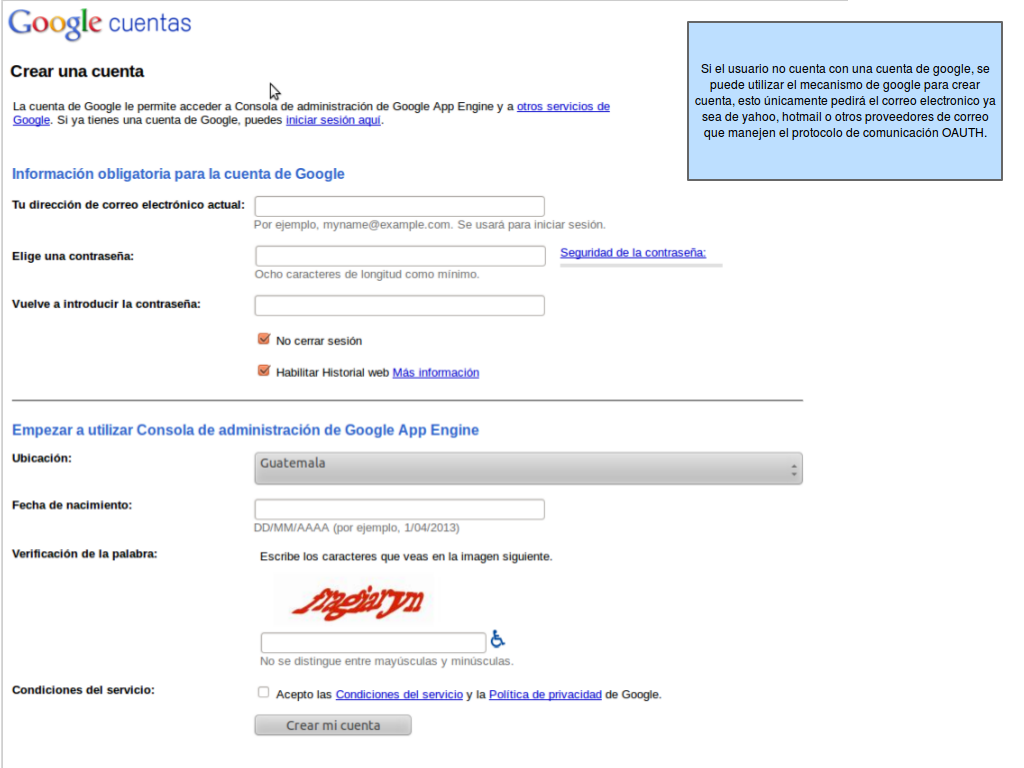 Google cuentas
Crear una cuenta
La cuenta de Google le permite acceder a Consola de administración de Google App Engine y a otros servicios de
Google. Si ya tienes una cuenta de Google, puedes iniciar sesión aquí.
Si el usuario no cuenta con una cuenta de google, se
puede utilizar el mecanismo de google para crear
cuenta, esto únicamente pedirá el correo electronico ya
sea de yahoo, hotmail o otros proveedores de correo
que manejen el protocolo de comunicación OAUTH.
Información obligatoria para la cuenta de Google
Tu dirección de correo electrónico actual:
Por ejemplo, myname@example.com. Se usará para iniciar sesión.
Elige una contraseña:
Seguridad de la contraseña:
Ocho caracteres de longitud como mínimo.
Vuelve a introducir la contraseña:
No cerrar sesión
Habilitar Historial web Más información
Empezar a utilizar Consola de administración de Google App Engine
Ubicación:
Guatemala
Fecha de nacimiento:
DD/MM/AAAA (por ejemplo, 1/04/2013)
Verificación de la palabra:
Escribe los caracteres que veas en la imagen siguiente.
No se distingue entre mayúsculas y minúsculas.
Condiciones del servicio:
Acepto las Condiciones del servicio y la Política de privacidad de Google.
Crear mi cuenta